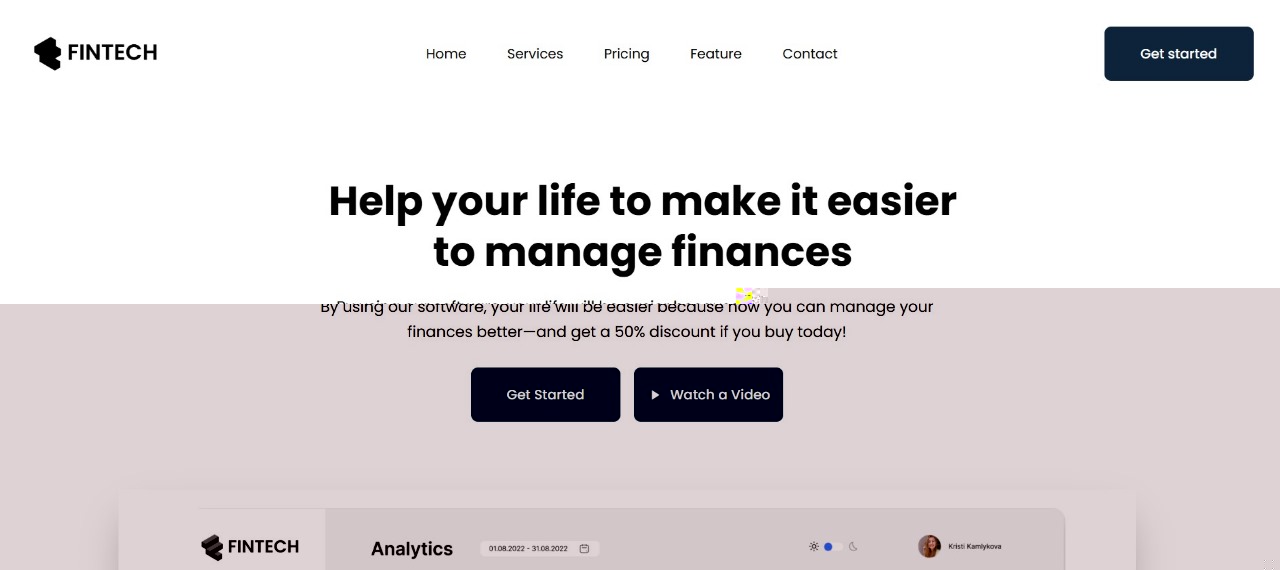 FINTECH
Home Services Pricing Feature Contact
Get started
Help your life to make it easier
to manage finances
By using our software, your life will be easier because now you can manage your
finances better—and get a 50% discount if you buy today!
Get Started
Watch a Video
FINTECH
Analytics
01.08.2022 - 31.08.2022
Kristi Kamlykova